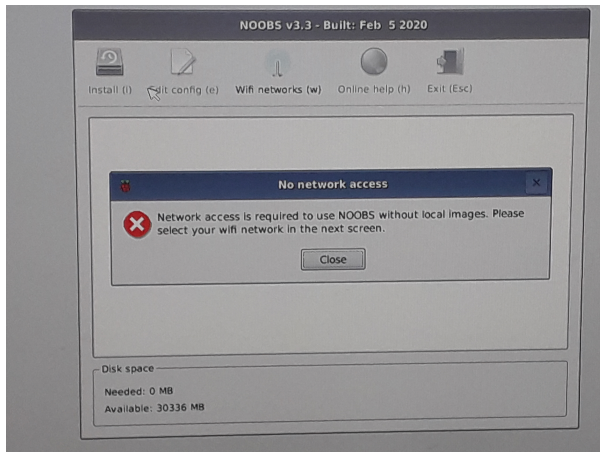 NOOBS v3.3 - Built: Feb 5 2020
Install (i)
dit config (e)
Wifi networks (w)
Online help (h)
Exit (Esc)
No network access
Network access is required to use NOOBS without local images. Please
select your wifi network in the next screen.
Close
Disk space
Needed: 0 MB
Available: 30336 MB